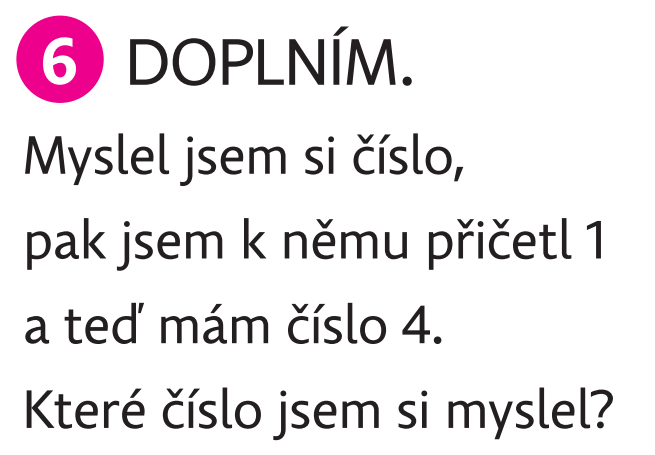 6 DOPLNÍM.
Myslel jsem si číslo,
pak jsem k němu přičetl 1
a teď mám číslo 4.
Které číslo jsem si myslel?